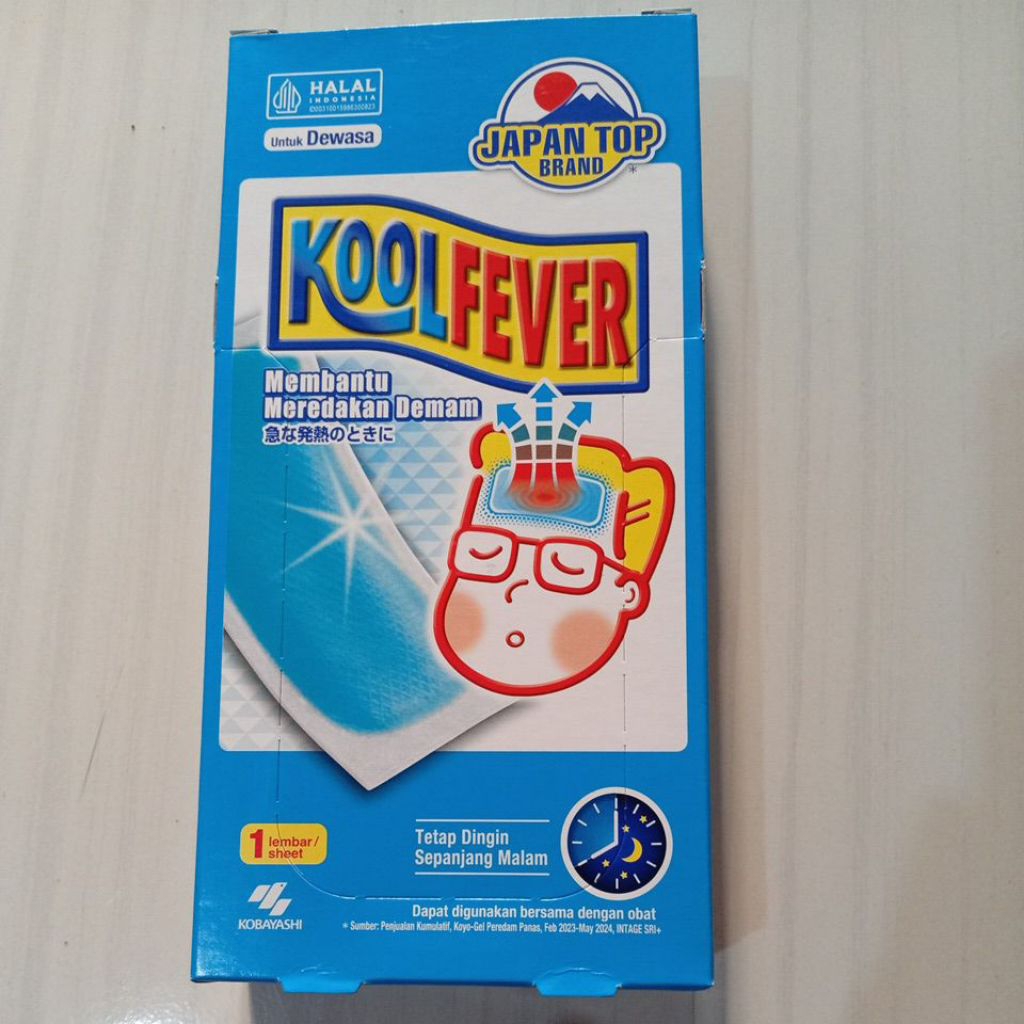 HALAL
INDONESIA
Untuk Dewasa
JAPAN TOP
BRAND *
KOOLFEVER
Membantu
Meredakan Demam
急な発熱のときに
1 lembar/
sheet
Tetap Dingin
Sepanjang Malam
KOBAYASHI
Dapat digunakan bersama dengan obat
* Sumber: Penjualan Kumulatif, Koyo-Gel Peredam Panas, Feb 2023-May 2024, INTAGE SRI+